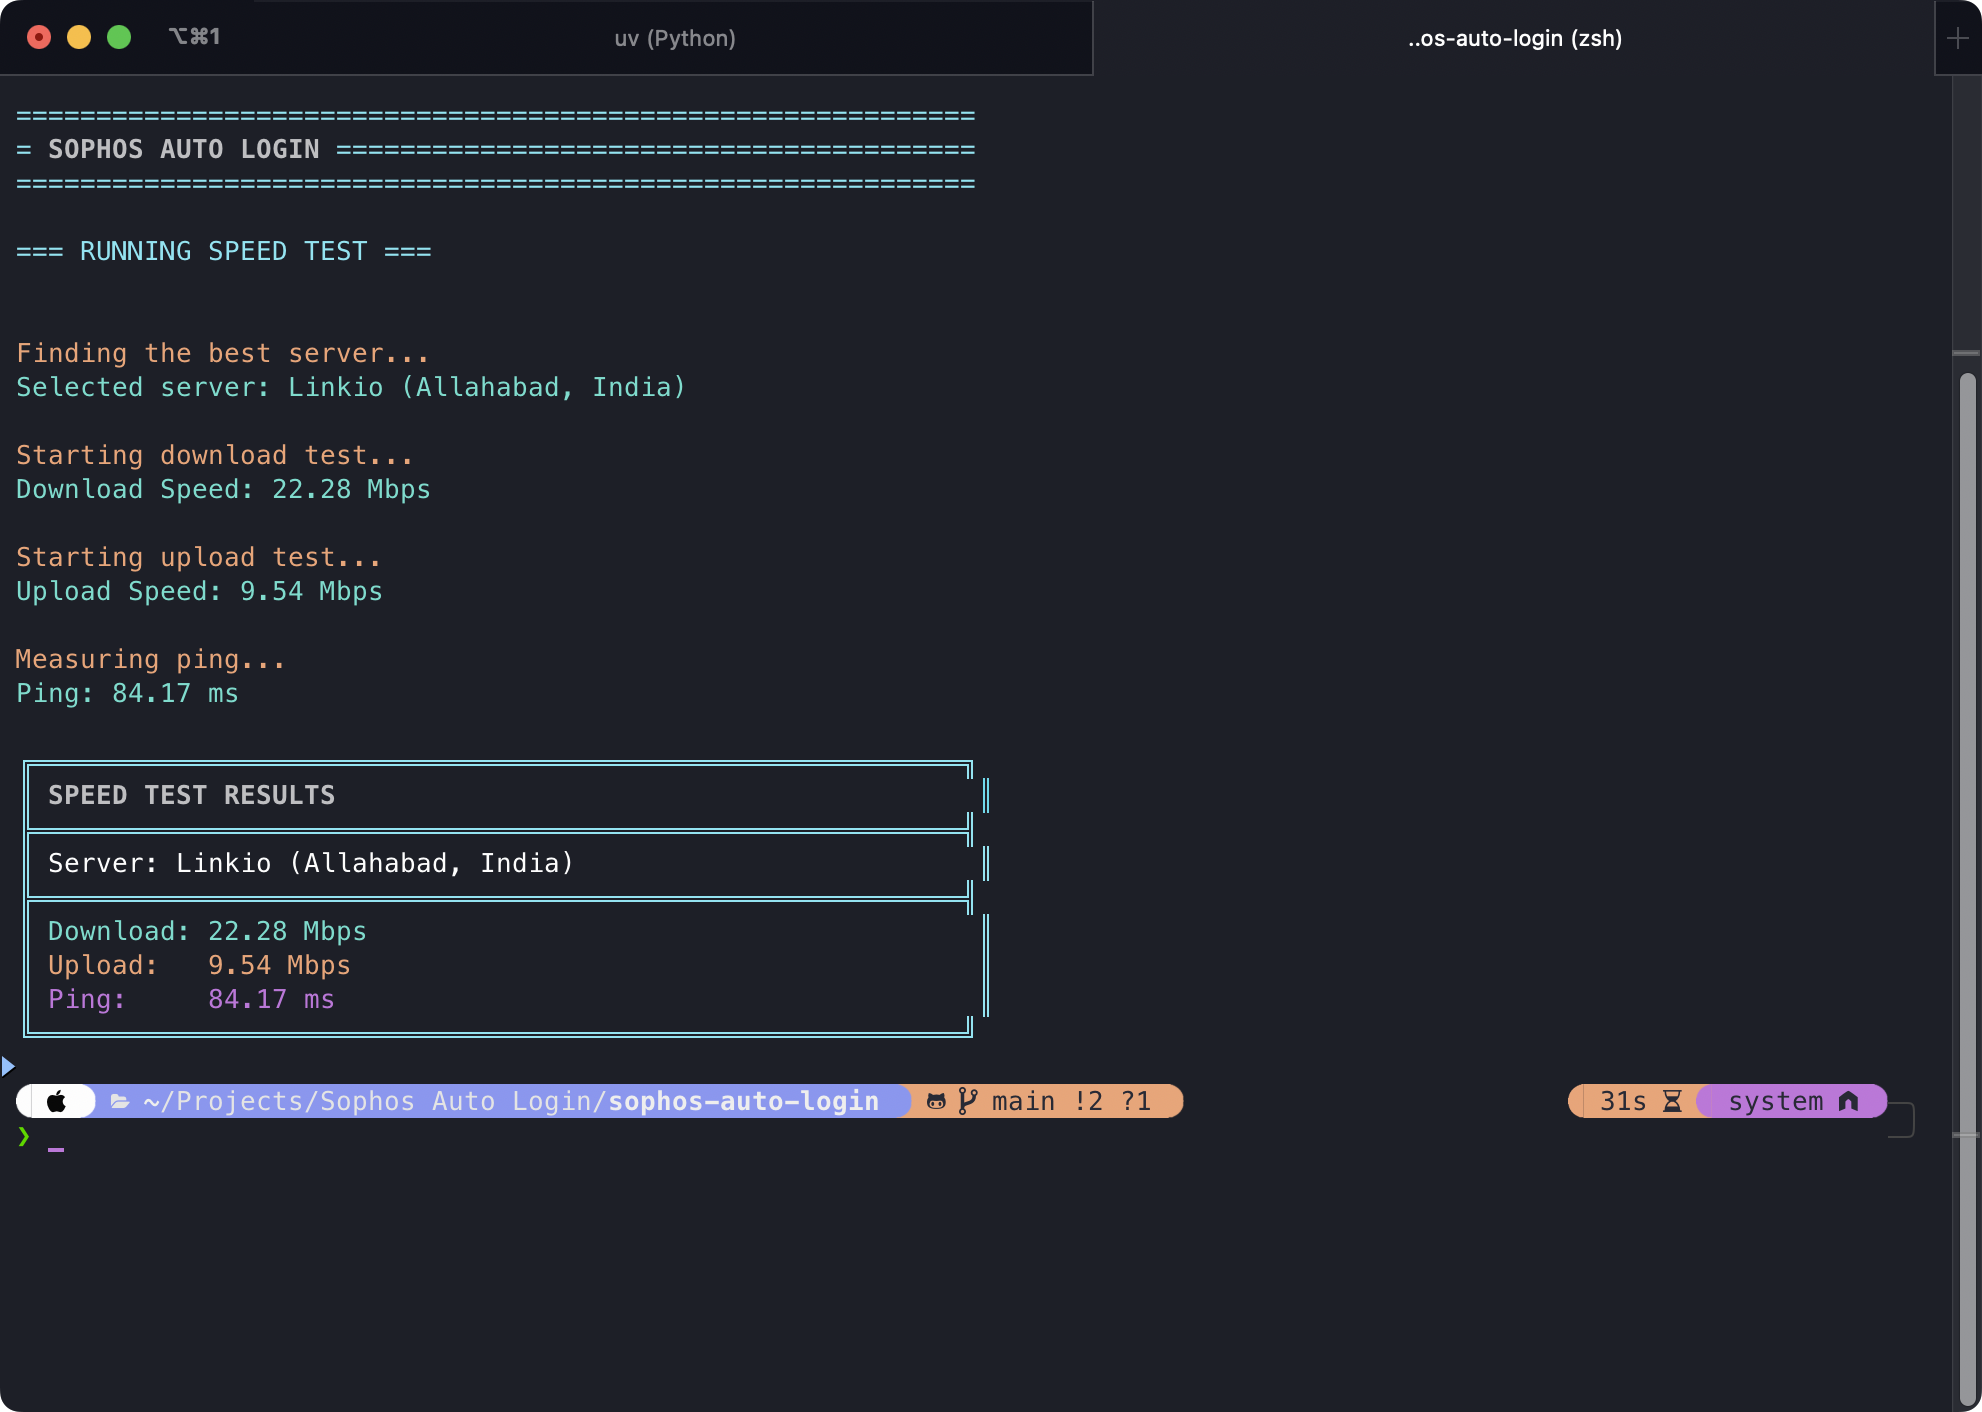 ⌥⌘1
uv (Python)
..os-auto-login (zsh)
============================================================
= SOPHOS AUTO LOGIN ========================================
============================================================
=== RUNNING SPEED TEST ===
Finding the best server...
Selected server: Linkio (Allahabad, India)
Starting download test...
Download Speed: 22.28 Mbps
Starting upload test...
Upload Speed: 9.54 Mbps
Measuring ping...
Ping: 84.17 ms
SPEED TEST RESULTS
Server: Linkio (Allahabad, India)
Download: 22.28 Mbps
Upload:   9.54 Mbps
Ping:     84.17 ms
~/Projects/Sophos Auto Login/sophos-auto-login main !2 ?1 31s system
❯ _